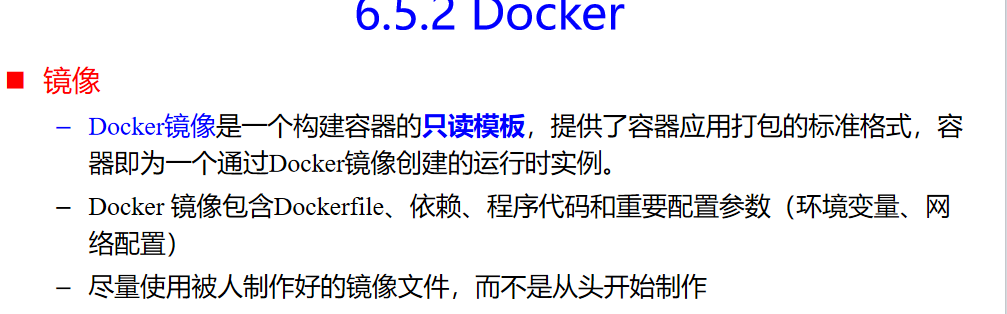 6.5.2 Docker
■ 镜像
– Docker镜像是一个构建容器的只读模板，提供了容器应用打包的标准格式，容
器即为一个通过Docker镜像创建的运行时实例。
– Docker 镜像包含Dockerfile、依赖、程序代码和重要配置参数（环境变量、网
络配置）
– 尽量使用被人制作好的镜像文件，而不是从头开始制作